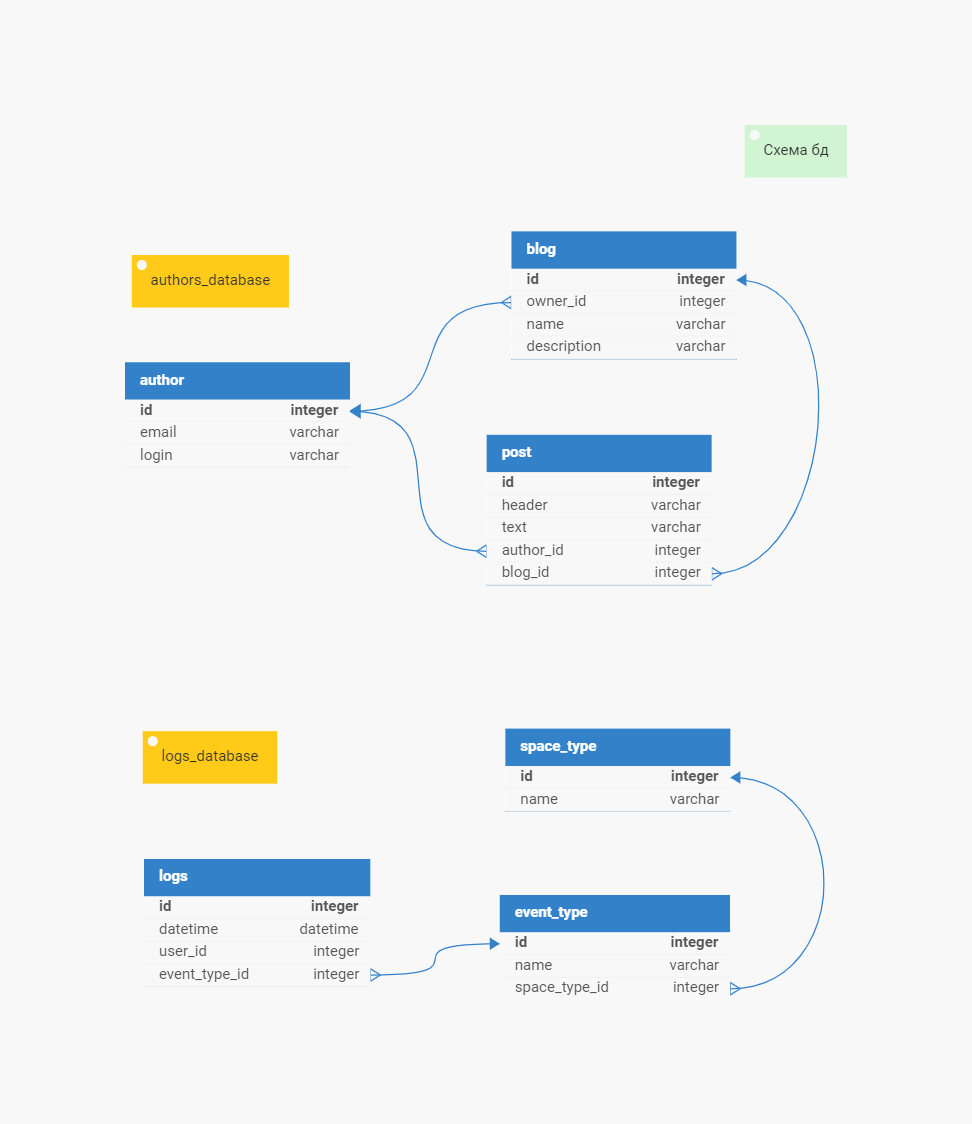 Схема бд
authors_database
blog
id integer
owner_id integer
name varchar
description varchar
author
id integer
email varchar
login varchar
post
id integer
header varchar
text varchar
author_id integer
blog_id integer
logs_database
space_type
id integer
name varchar
logs
id integer
datetime datetime
user_id integer
event_type_id integer
event_type
id integer
name varchar
space_type_id integer